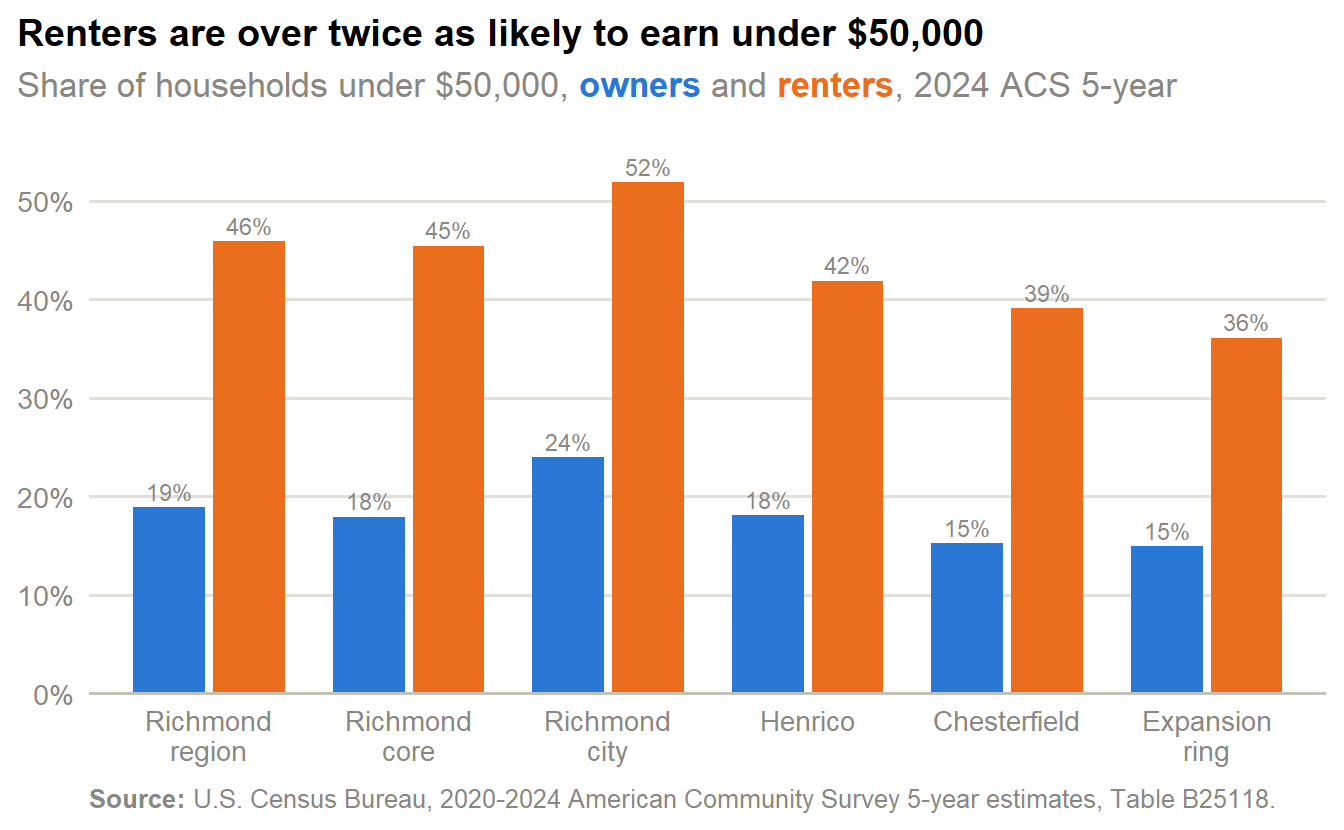 Renters are over twice as likely to earn under $50,000
Share of households under $50,000, owners and renters, 2024 ACS 5-year
50%
40%
30%
20%
10%
0%
19%
46%
18%
45%
24%
52%
18%
42%
15%
39%
15%
36%
Richmond
region
Richmond
core
Richmond
city
Henrico
Chesterfield
Expansion
ring
Source: U.S. Census Bureau, 2020-2024 American Community Survey 5-year estimates, Table B25118.